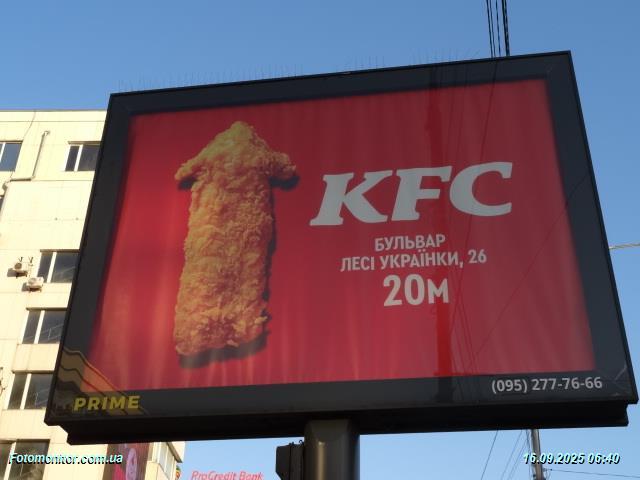 KFC
БУЛЬВАР
ЛЕСІ УКРАЇНКИ, 26
20м
(095) 277-76-66
PRIME
Fotomonitor.com.ua
16.09.2025 06:40
ProCredit Bank